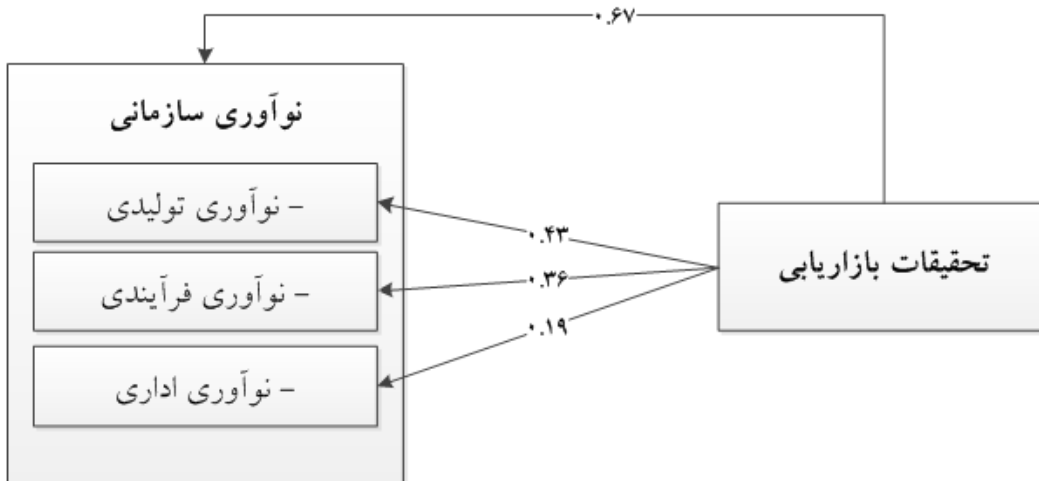 ۰.۶۷
نوآوری سازمانی
- نوآوری تولیدی
- نوآوری فرآیندی
- نوآوری اداری
۰.۴۳
۰.۳۶
۰.۱۹
تحقیقات بازاریابی